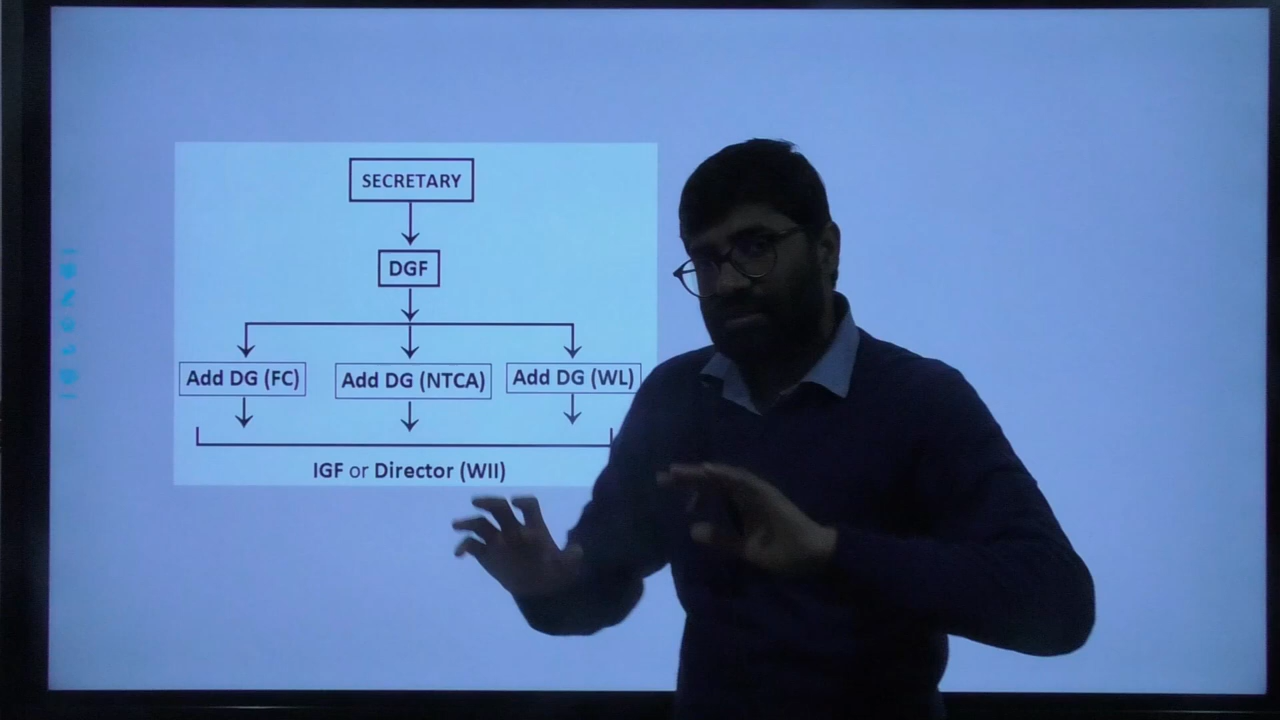 SECRETARY
DGF
Add DG (FC)
Add DG (NTCA)
Add DG (WL)
IGF or Director (WII)